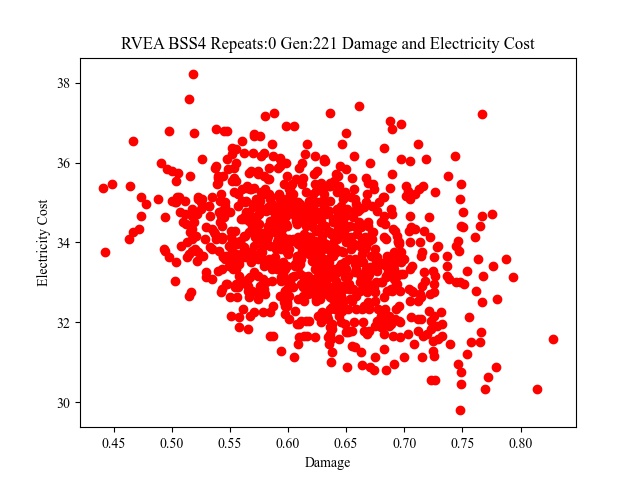 RVEA BSS4 Repeats:0 Gen:221 Damage and Electricity Cost
38
36
34
32
30
Electricity Cost
0.45 0.50 0.55 0.60 0.65 0.70 0.75 0.80
Damage